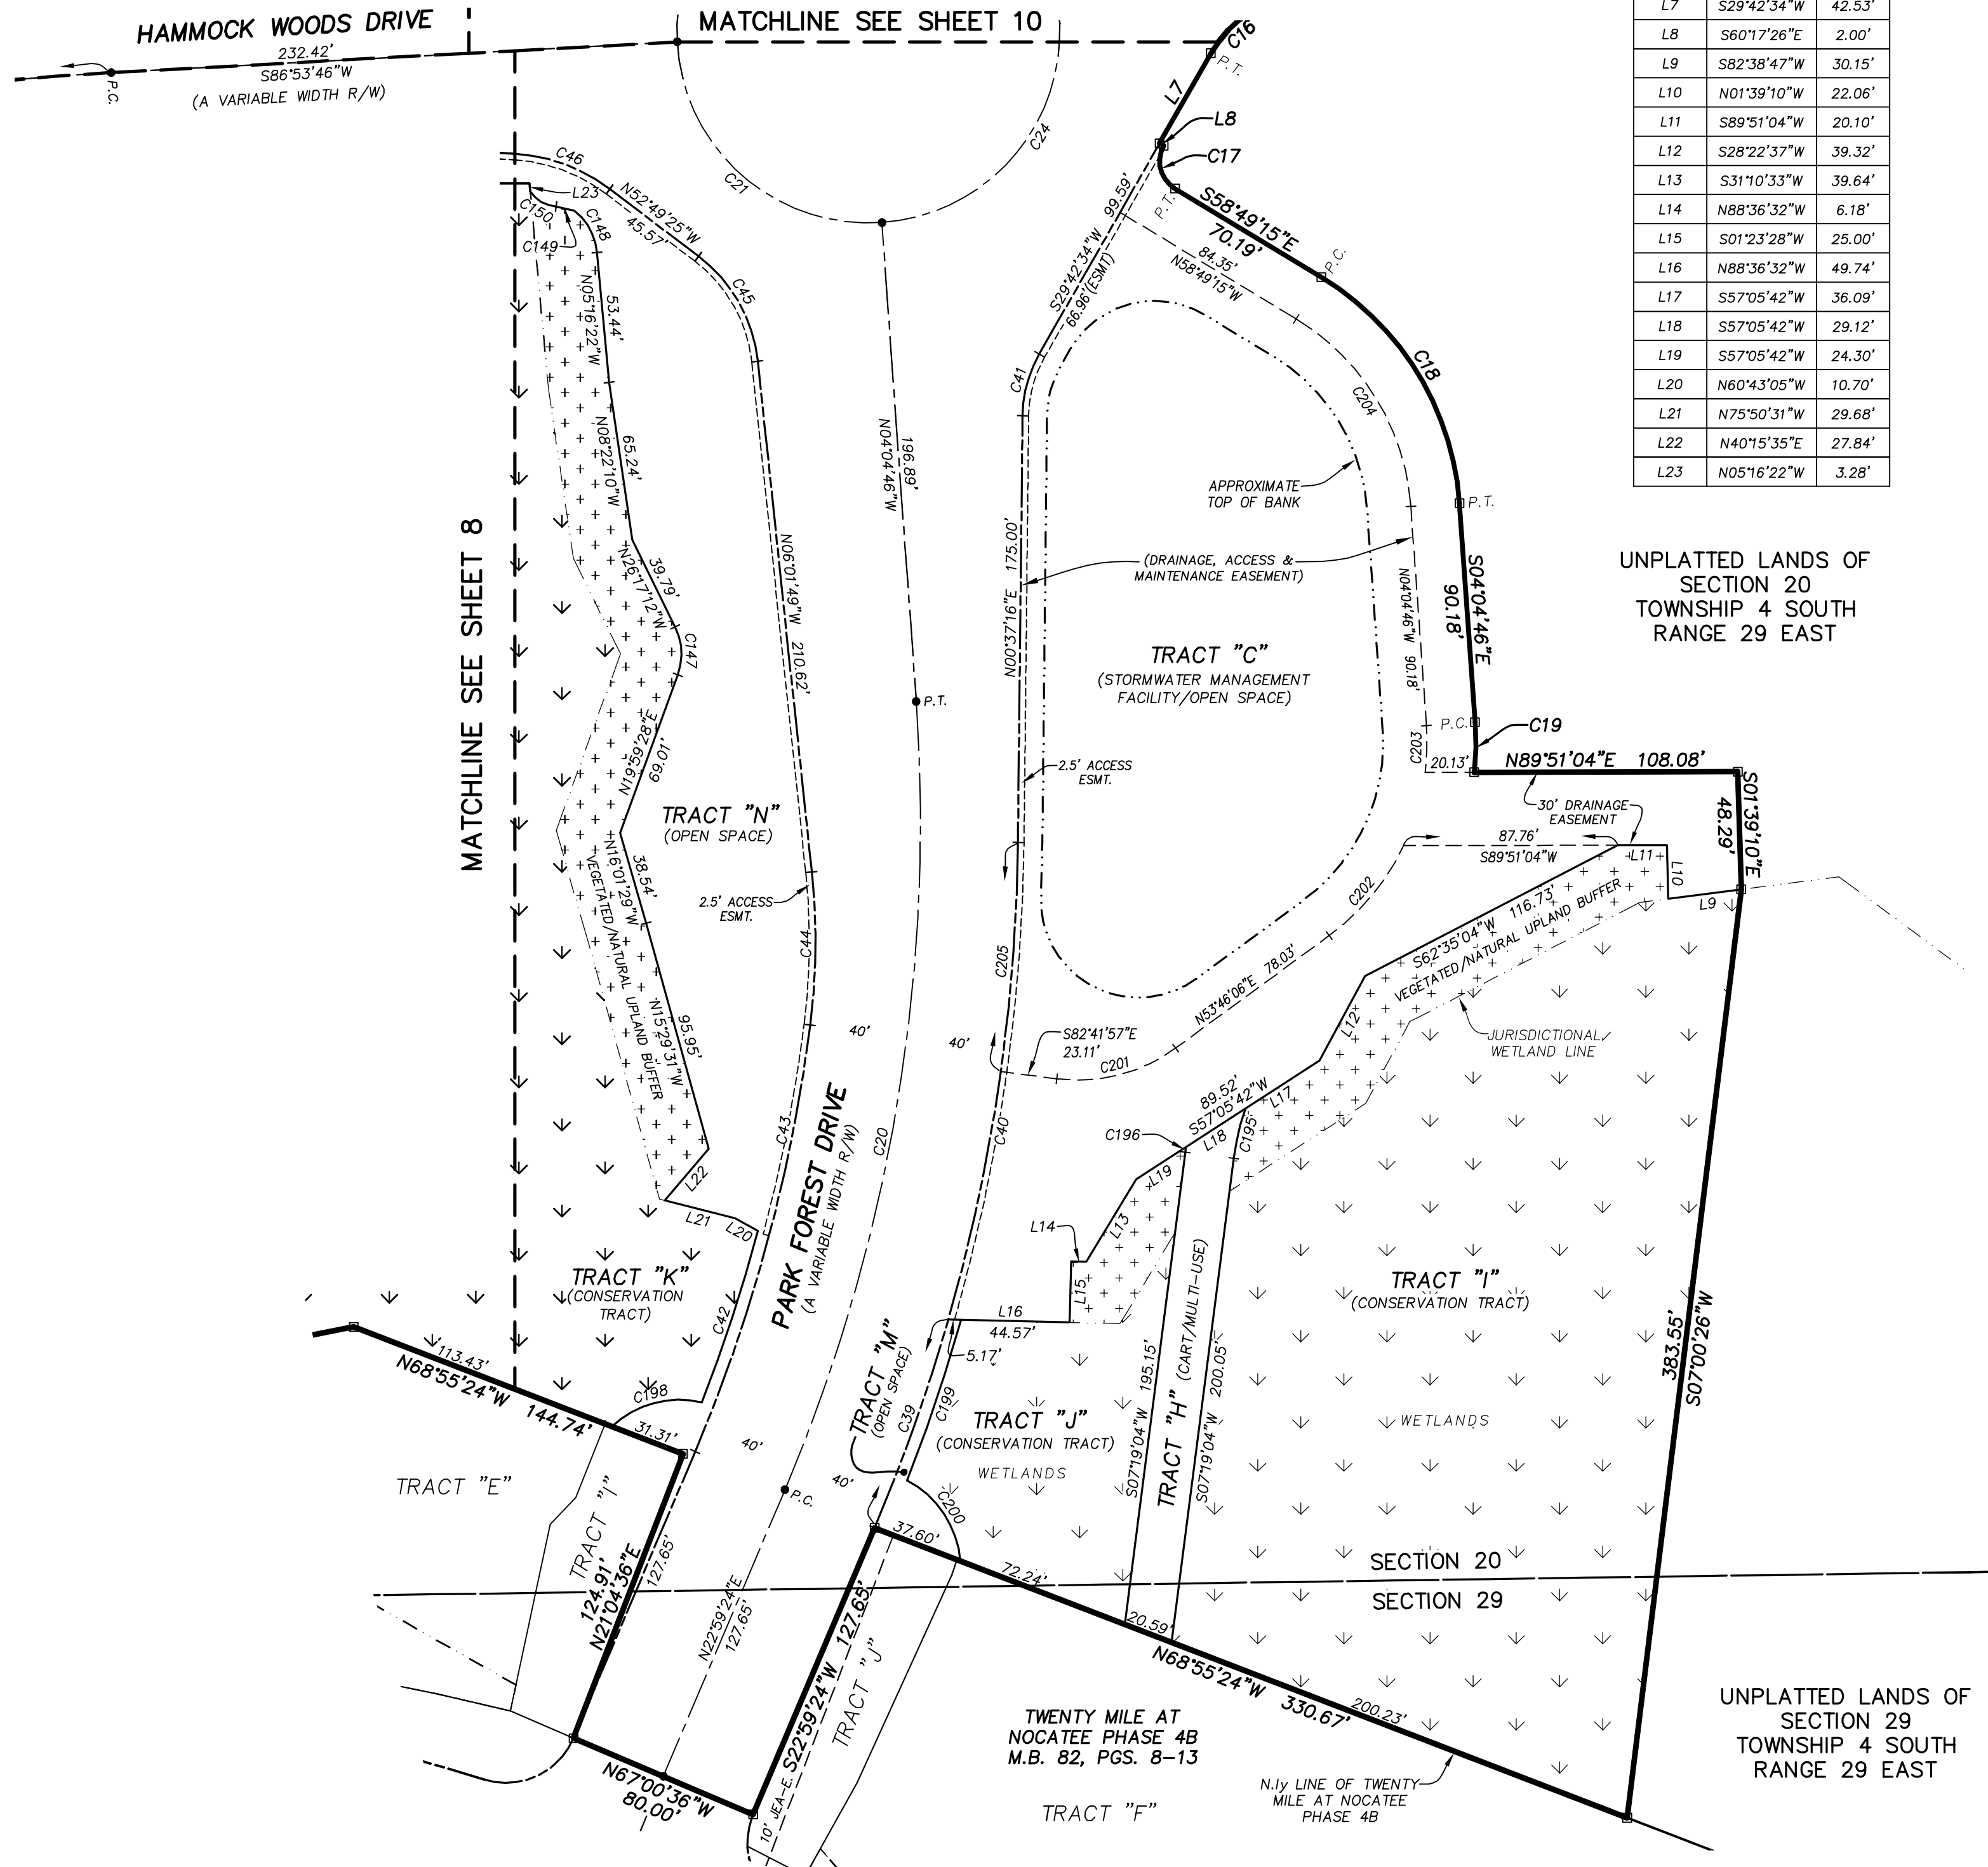 HAMMOCK WOODS DRIVE
232.42'
S86°53'46"W
(A VARIABLE WIDTH R/W)
P.C.
MATCHLINE SEE SHEET 10
C16
P.T.
L7
L8
C17
P.T.
S58°49'15"E
70.19'
P.C.
84.35'
N58°49'15"W
C18
C204
C24
C21
C46
L23
C150
C149
C148
N52°49'25"W
45.57'
C45
S29°42'34"W 99.59'
66.96'(ESMT)
C41
L7 S29°42'34"W 42.53'
L8 S60°17'26"E 2.00'
L9 S82°38'47"W 30.15'
L10 N01°39'10"W 22.06'
L11 S89°51'04"W 20.10'
L12 S28°22'37"W 39.32'
L13 S31°10'33"W 39.64'
L14 N88°36'32"W 6.18'
L15 S01°23'28"W 25.00'
L16 N88°36'32"W 49.74'
L17 S57°05'42"W 36.09'
L18 S57°05'42"W 29.12'
L19 S57°05'42"W 24.30'
L20 N60°43'05"W 10.70'
L21 N75°50'31"W 29.68'
L22 N40°15'35"E 27.84'
L23 N05°16'22"W 3.28'
UNPLATTED LANDS OF
SECTION 20
TOWNSHIP 4 SOUTH
RANGE 29 EAST
MATCHLINE SEE SHEET 8
53.44'
N05°16'22"W
65.24'
N08°22'10"W
39.79'
N26°17'12"W
C147
N19°59'28"E
69.01'
38.54'
N16°01'29"W
VEGETATED/NATURAL UPLAND BUFFER
95.95'
N15°29'31"W
L22
L21
L20
TRACT "N"
(OPEN SPACE)
2.5' ACCESS
ESMT.
N06°01'49"W 210.62'
C44
C43
C42
196.89'
N04°04'46"W
P.T.
N00°37'16"E 175.00'
APPROXIMATE
TOP OF BANK
(DRAINAGE, ACCESS &
MAINTENANCE EASEMENT)
TRACT "C"
(STORMWATER MANAGEMENT
FACILITY/OPEN SPACE)
2.5' ACCESS
ESMT.
P.T.
S04°04'46"E
90.18'
N04°04'46"W 90.18'
P.C.
C19
C203
20.13'
N89°51'04"E 108.08'
30' DRAINAGE
EASEMENT
S01°39'10"E
48.29'
87.76'
S89°51'04"W
L11
L10
L9
C202
C205
N53°46'06"E 78.03'
S82°41'57"E
23.11'
C201
S62°35'04"W 116.73'
VEGETATED/NATURAL UPLAND BUFFER
L12
JURISDICTIONAL
WETLAND LINE
40'
40'
C20
C40
89.52'
S57°05'42"W
L17
L18
C195
C196
L19
L13
L14
L15
L16
44.57'
5.17'
PARK FOREST DRIVE
(A VARIABLE WIDTH R/W)
TRACT "K"
(CONSERVATION
TRACT)
113.43'
N68°55'24"W 144.74'
C198
31.31'
TRACT "M"
(OPEN SPACE)
C39
C199
TRACT "J"
(CONSERVATION TRACT)
WETLANDS
C200
S07°19'04"W 195.15'
TRACT "H" (CART/MULTI-USE)
S07°19'04"W 200.05'
TRACT "I"
(CONSERVATION TRACT)
WETLANDS
383.55'
S07°00'26"W
40'
40'
P.C.
TRACT "E"
TRACT "I"
124.91'
N21°04'36"E
127.65'
N22°59'24"E
127.65'
S22°59'24"W 127.65'
10' JEA-E.
TRACT "J"
N67°00'36"W
80.00'
37.60'
72.24'
20.59'
N68°55'24"W 330.67'
200.23'
SECTION 20
SECTION 29
TWENTY MILE AT
NOCATEE PHASE 4B
M.B. 82, PGS. 8-13
TRACT "F"
N.ly LINE OF TWENTY
MILE AT NOCATEE
PHASE 4B
UNPLATTED LANDS OF
SECTION 29
TOWNSHIP 4 SOUTH
RANGE 29 EAST